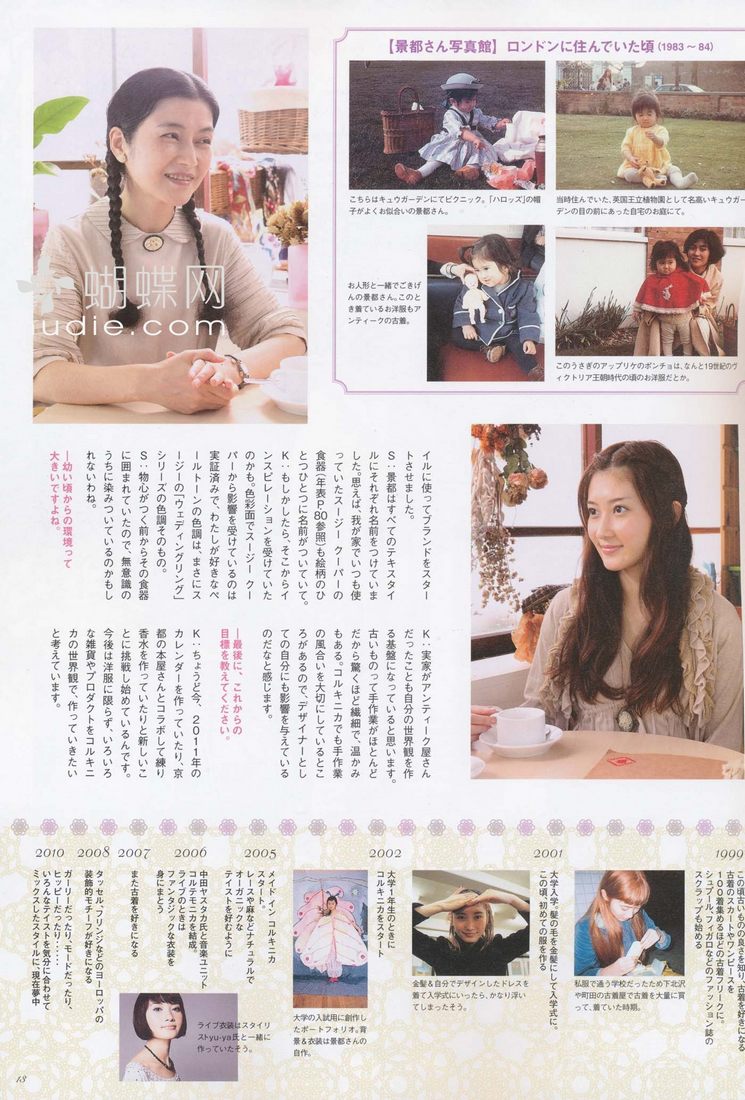 【景都さん写真館】 ロンドンに住んでいた頃 (1983〜84)
こちらはキュウガーデンにてピクニック。「ハロッズ」の帽
子がよくお似合いの景都さん。
当時住んでいた、英国王立植物園として名高いキュウガー
デンの目の前にあった自宅のお庭にて。
お人形と一緒でごきげ
んの景都さん。このと
き着ているお洋服もア
ンティークの古着。
このうさぎのアップリケのポンチョは、なんと19世紀のヴィ
クトリア王朝時代の頃のお洋服だとか。
蝴蝶网
udie.com
イルに使ってブランドをスター
トさせました。
S:景都はすべてのテキスタイ
ルにそれぞれ名前をつけていま
した。思えば、我が家でいつも使
っていたスージー クーパーの
食器(年表P80参照)も絵柄のひ
とつひとつに名前がついていて。
K:もしかしたら、そこからイ
ンスピレーションを受けていた
のかも。色彩面でスージー クー
パーから影響を受けているのは
実証済みで、わたしが好きなペ
ールトーンの色調は、まさにス
ージーの「ウェディングリング」
シリーズの色調そのもの。
S:物心がつく前からその食器
に囲まれていたので、無意識の
うちに染みついているのかもし
れないわね。
―幼い頃からの環境って
大きいですよね。
K:実家がアンティーク屋さん
だったことも自分の世界観を作
る基盤になっていると思います。
古いものって手作業がほとんど
だから驚くほど繊細で、温かみ
もある。コルキニカでも手作業
の風合いを大切にしているとこ
ろがあるので、デザイナーとし
ての自分にも影響を与えている
のだなと感じます。
―最後に、これからの
目標を教えてください。
K:ちょうど今、2011年の
カレンダーを作っていたり、京
都の本屋さんとコラボして練り
香水を作っていたりと新しいこ
とに挑戦し始めているんです。
今後は洋服に限らず、いろいろ
な雑貨やプロダクトをコルキニ
カの世界観で、作っていきたい
と考えています。
1999
この頃古いものの良さを知り、古着を好きになる
古着のスカートやワンピースを
100着集めるほどの古着フリークに。
シュプール、フィガロなどのファッション誌の
スクラップも始める
私服で通う学校だったため下北沢
や町田の古着屋で古着を大量に買
って、着ていた時期。
2001
大学入学。髪の毛を金髪にして入学式に。
この頃、初めての服を作る
金髪&自分でデザインしたドレスを
着て入学式にいったら、かなり浮い
てしまったそう。
2002
大学1年生のときに
コルキニカをスタート
大学の入試用に創作し
たポートフォリオ。背
景&衣装は景都さんの
自作。
2005
メイド イン コルキニカ
スタート。
レースや麻などナチュラルで
オーガニックな
テイストを好むように
2006
中田ヤスタカ氏と音楽ユニット
コルテモニカを結成。
ライブのときは
ファンタジックな衣装を
身にまとう
ライブ衣装はスタイリ
ストyu-ya氏と一緒に
作っていたそう。
2007
また古着を好きになる
2008
タッセル、フリンジなどのヨーロッパの
装飾的モチーフが好きになる
2010
ガーリーだったり、モードだったり、
ヒッピーだったり……
いろんなテイストを気分に合わせて
ミックスしたスタイルに、現在夢中
13